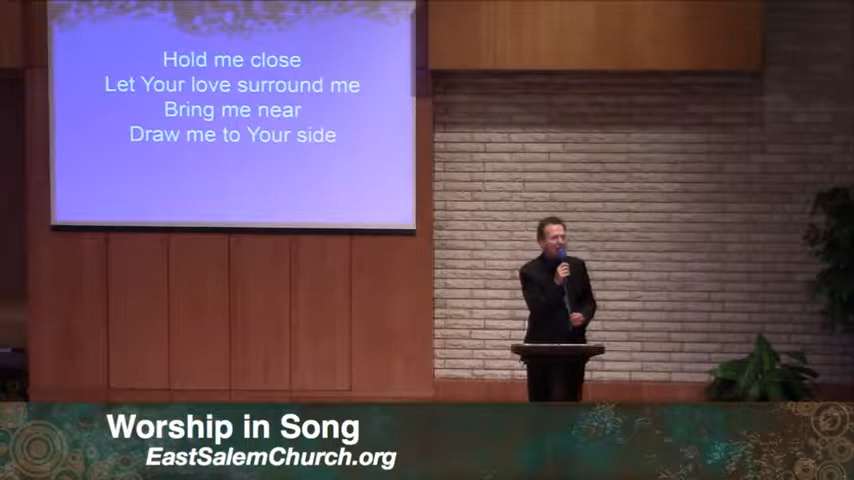 Hold me close
Let Your love surround me
Bring me near
Draw me to Your side
Worship in Song
EastSalemChurch.org